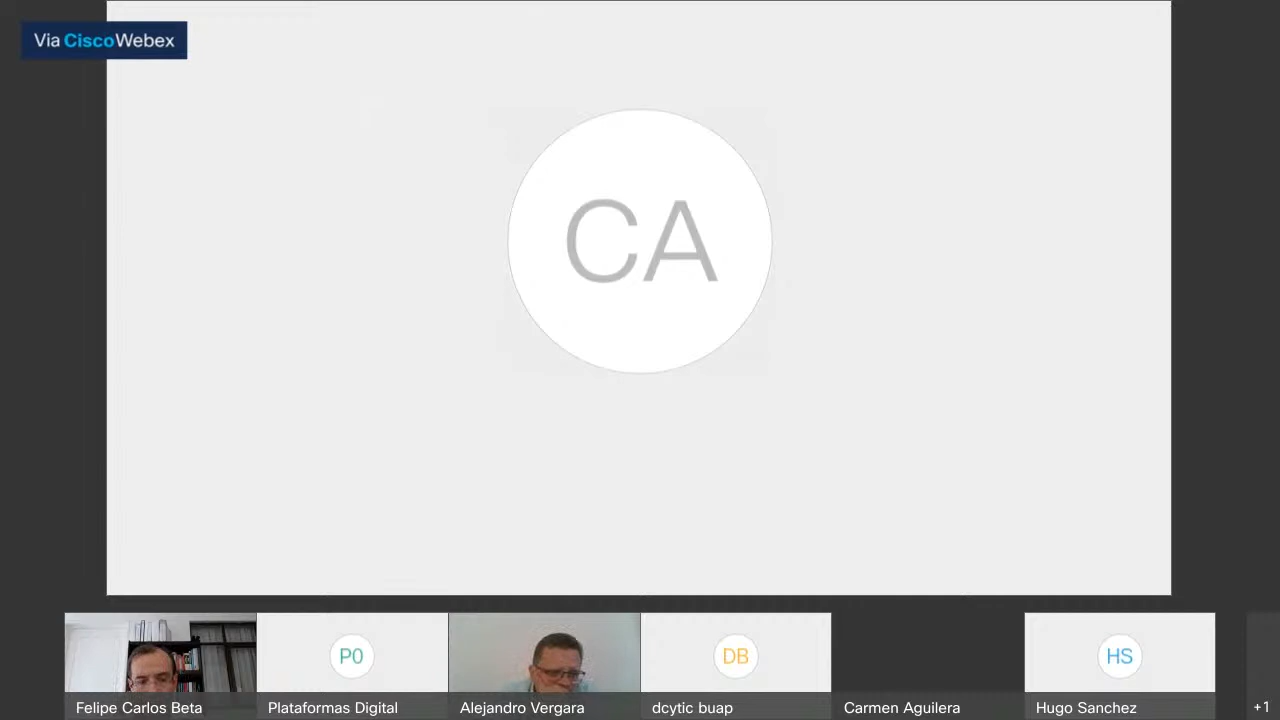 Via CiscoWebex
CA
P0
DB
HS
Felipe Carlos Beta
Plataformas Digital
Alejandro Vergara
dcytic buap
Carmen Aguilera
Hugo Sanchez
+1